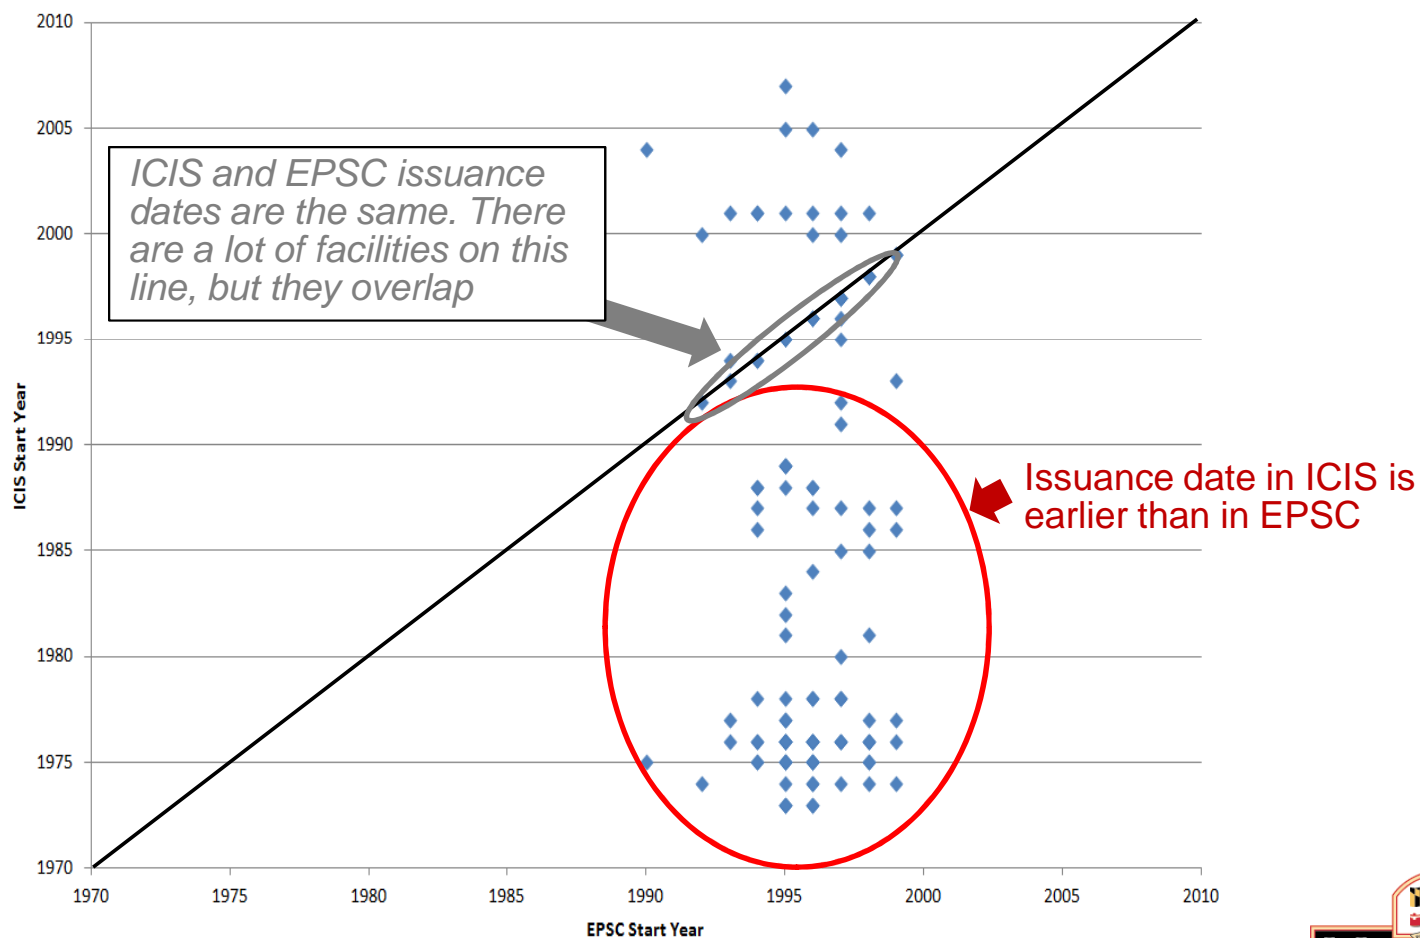 2010
2005
ICIS and EPSC issuance
dates are the same. There
are a lot of facilities on this
line, but they overlap
2000
1995
1990
Issuance date in ICIS is
earlier than in EPSC
1985
1980
1975
1970
ICIS Start Year
1970 1975 1980 1985 1990 1995 2000 2005 2010
EPSC Start Year